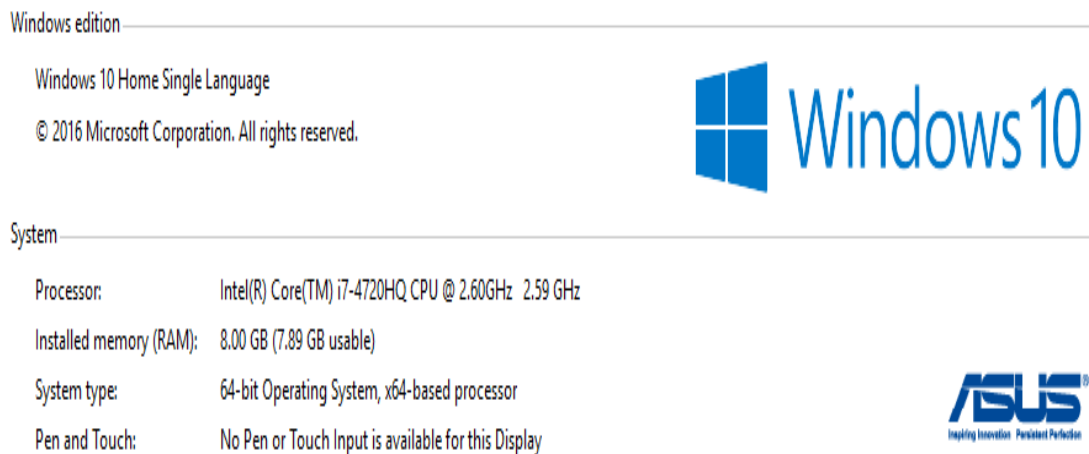 Windows edition
Windows 10 Home Single Language
© 2016 Microsoft Corporation. All rights reserved.
Windows 10
System
Processor: Intel(R) Core(TM) i7-4720HQ CPU @ 2.60GHz 2.59 GHz
Installed memory (RAM): 8.00 GB (7.89 GB usable)
System type: 64-bit Operating System, x64-based processor
Pen and Touch: No Pen or Touch Input is available for this Display
ASUS®
Inspiring Innovation Persistent Perfection